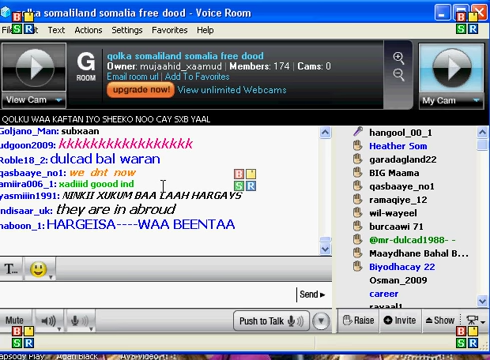 qolka somaliland somalia free dood - Voice Room
Text Actions Settings Favorites Help
G
ROOM
qolka somaliland somalia free dood
Owner: mujaahid_xaamud | Members: 174 | Cams: 0
Email room url | Add To Favorites
upgrade now! View unlimited Webcams
View Cam
My Cam
QOLKU WAA KAFTAN IYO SHEEKO NOO CAY SXB YAAL
Goljano_Man: subxaan
udgoon2009: kkkkkkkkkkkkkkkkkkk
Roble18_2: dulcad bal waran
qasbaaye_no1: we dnt now
amiira006_1: xadiiid goood ind
yasmiiin1991: NINKII XUKUM BAA LAAH HARGAYS
indisaar_uk: they are in abroud
naboon_1: HARGEISA----WAA BEENTAA
hangool_00_1
Heather Som
garadagland22
BIG Maama
qasbaaye_no1
ramaqiye_12
wil-wayeel
burcaawi 71
@mr-dulcad1988- -
Maaydhane Bahal B...
Biyodhacay 22
Osman_2009
career
T...
Send
Mute
Push to Talk
Raise Invite Show
B
S R
B
S R
B
S R
B
S R
B
S R